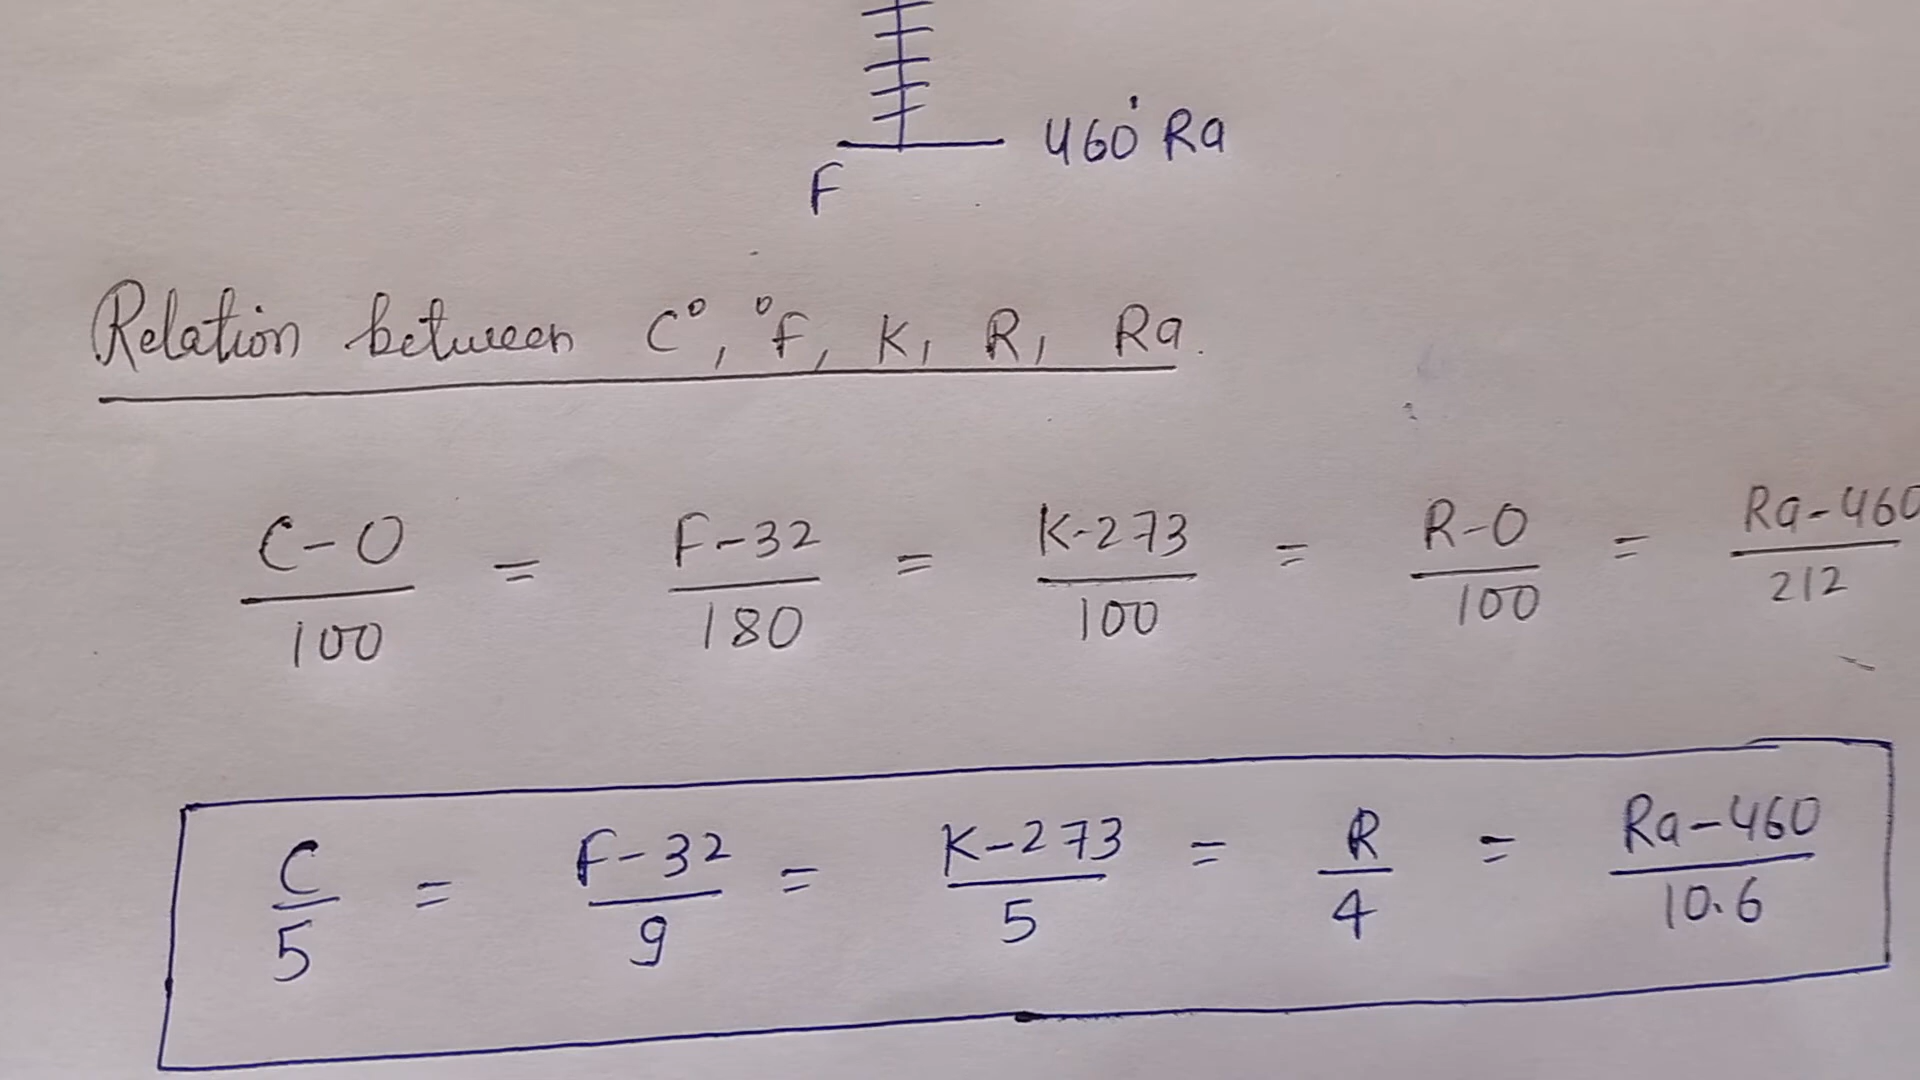 460° Ra
F
Relation between C°, °F, K, R, Ra.
C-0/100 = F-32/180 = K-273/100 = R-0/100 = Ra-460/212
C/5 = F-32/9 = K-273/5 = R/4 = Ra-460/10.6